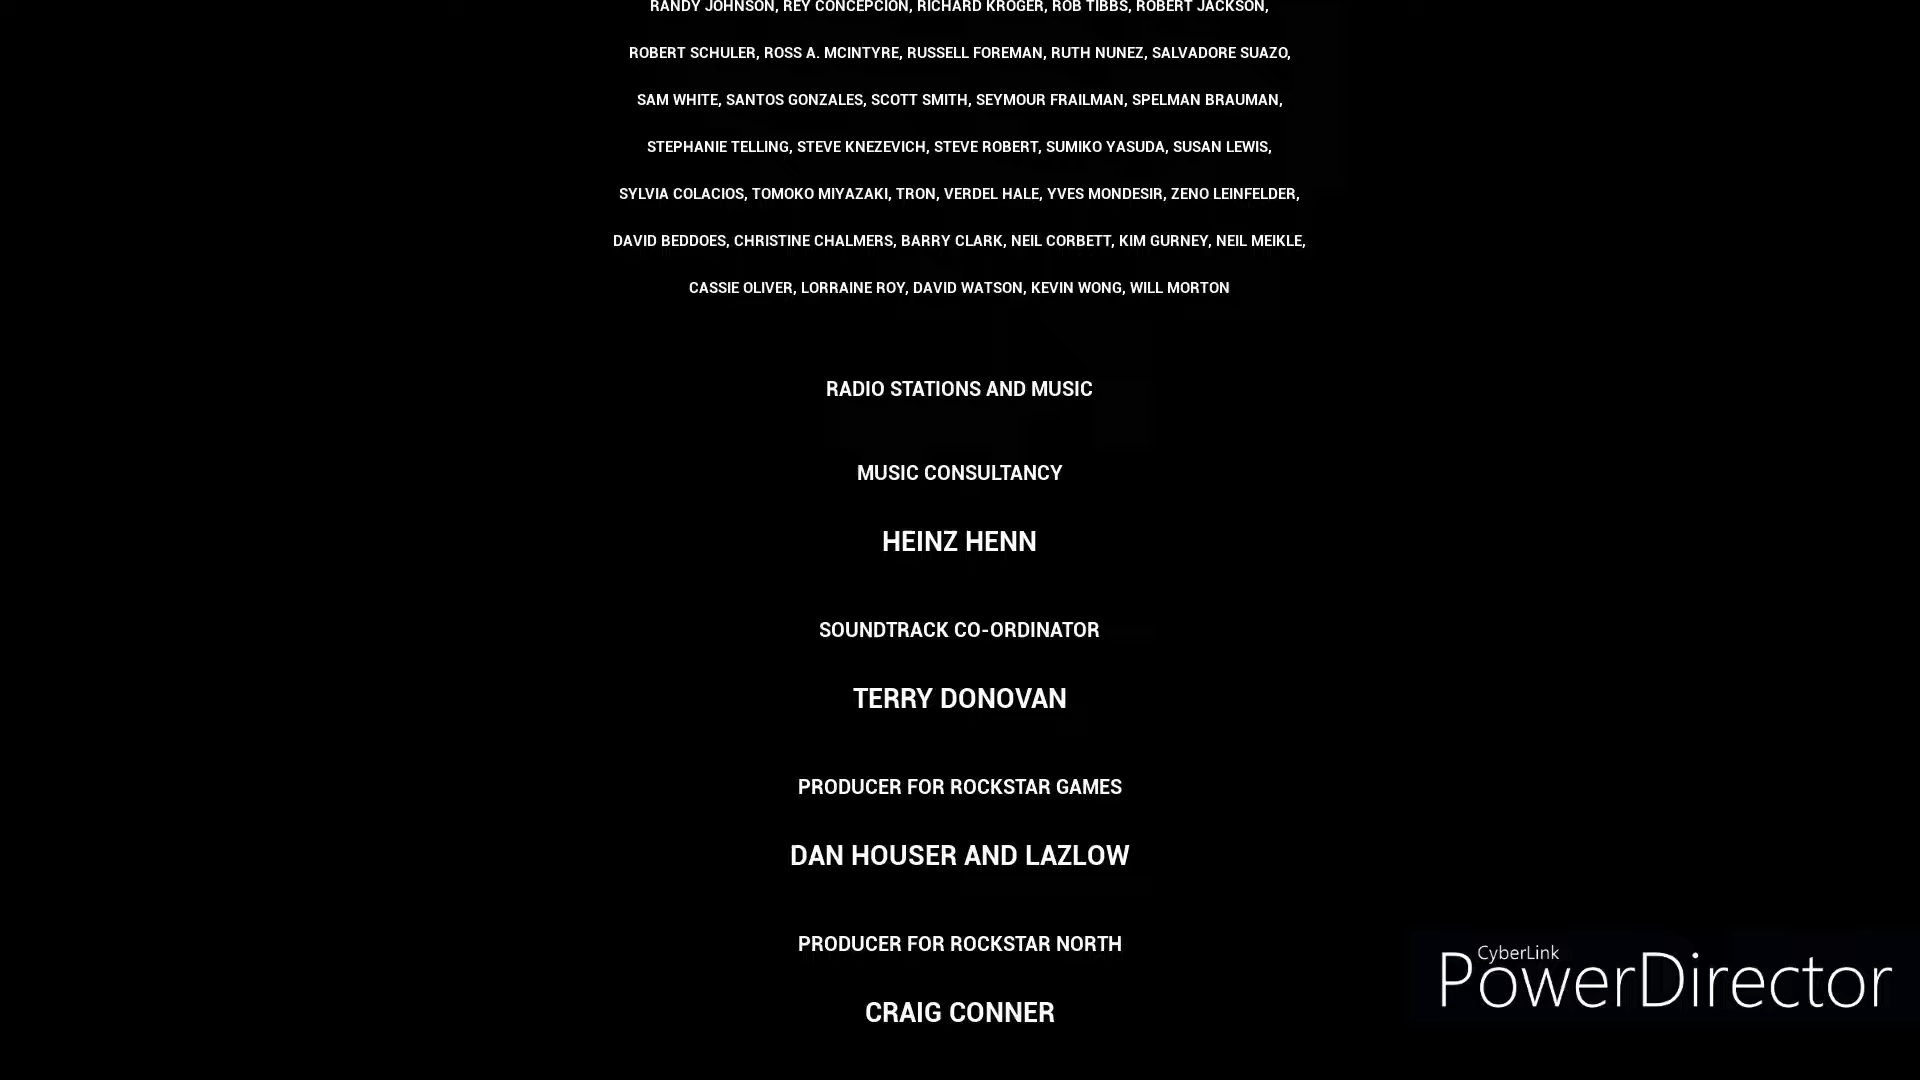 RANDY JOHNSON, REY CONCEPCION, RICHARD KROGER, ROB TIBBS, ROBERT JACKSON,
ROBERT SCHULER, ROSS A. MCINTYRE, RUSSELL FOREMAN, RUTH NUNEZ, SALVADORE SUAZO,
SAM WHITE, SANTOS GONZALES, SCOTT SMITH, SEYMOUR FRAILMAN, SPELMAN BRAUMAN,
STEPHANIE TELLING, STEVE KNEZEVICH, STEVE ROBERT, SUMIKO YASUDA, SUSAN LEWIS,
SYLVIA COLACIOS, TOMOKO MIYAZAKI, TRON, VERDEL HALE, YVES MONDESIR, ZENO LEINFELDER,
DAVID BEDDOES, CHRISTINE CHALMERS, BARRY CLARK, NEIL CORBETT, KIM GURNEY, NEIL MEIKLE,
CASSIE OLIVER, LORRAINE ROY, DAVID WATSON, KEVIN WONG, WILL MORTON
RADIO STATIONS AND MUSIC
MUSIC CONSULTANCY
HEINZ HENN
SOUNDTRACK CO-ORDINATOR
TERRY DONOVAN
PRODUCER FOR ROCKSTAR GAMES
DAN HOUSER AND LAZLOW
PRODUCER FOR ROCKSTAR NORTH
CRAIG CONNER
CyberLink
PowerDirector